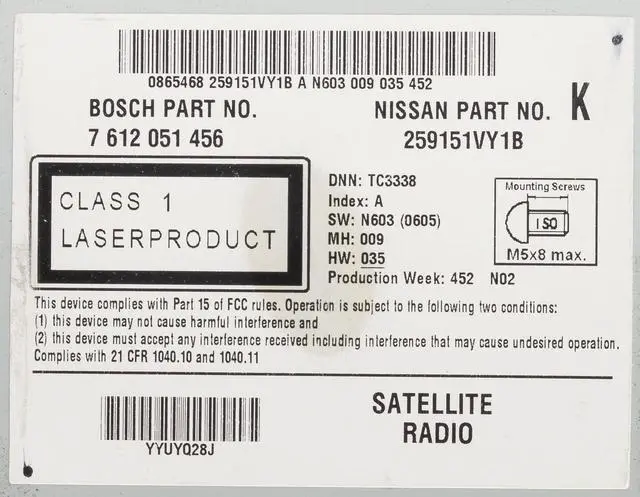 0865468 259151VY1B A N603 009 035 452
BOSCH PART NO.
7 612 051 456
NISSAN PART NO. K
259151VY1B
CLASS 1
LASERPRODUCT
DNN: TC3338
Index: A
SW: N603 (0605)
MH: 009
HW: 035
Production Week: 452 N02
Mounting Screws
ISO
M5x8 max.
This device complies with Part 15 of FCC rules. Operation is subject to the following two conditions:
(1) this device may not cause harmful interference and
(2) this device must accept any interference received including interference that may cause undesired operation.
Complies with 21 CFR 1040.10 and 1040.11
YYUYQ28J
SATELLITE
RADIO